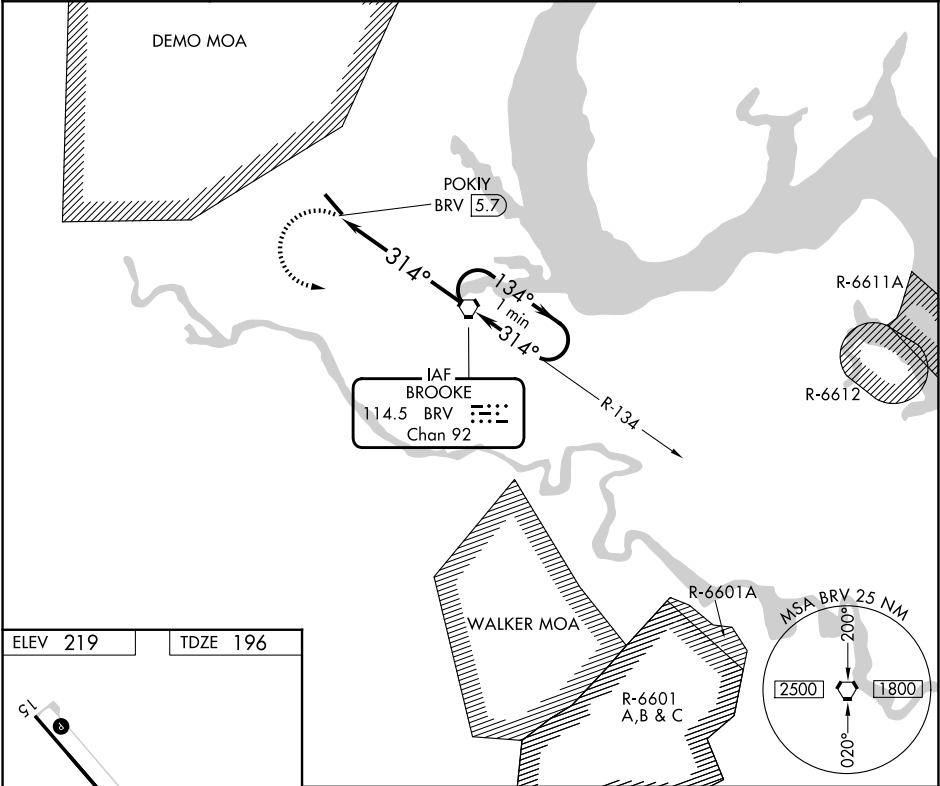 DEMO MOA
POKIY
BRV 5.7
314°
134°
1 min
314°
R-6611A
R-6612
IAF
BROOKE
114.5 BRV
Chan 92
R-134
R-6601A
WALKER MOA
R-6601
A,B & C
MSA BRV 25 NM
200°
2500
1800
020°
ELEV 219
TDZE 196
15
P